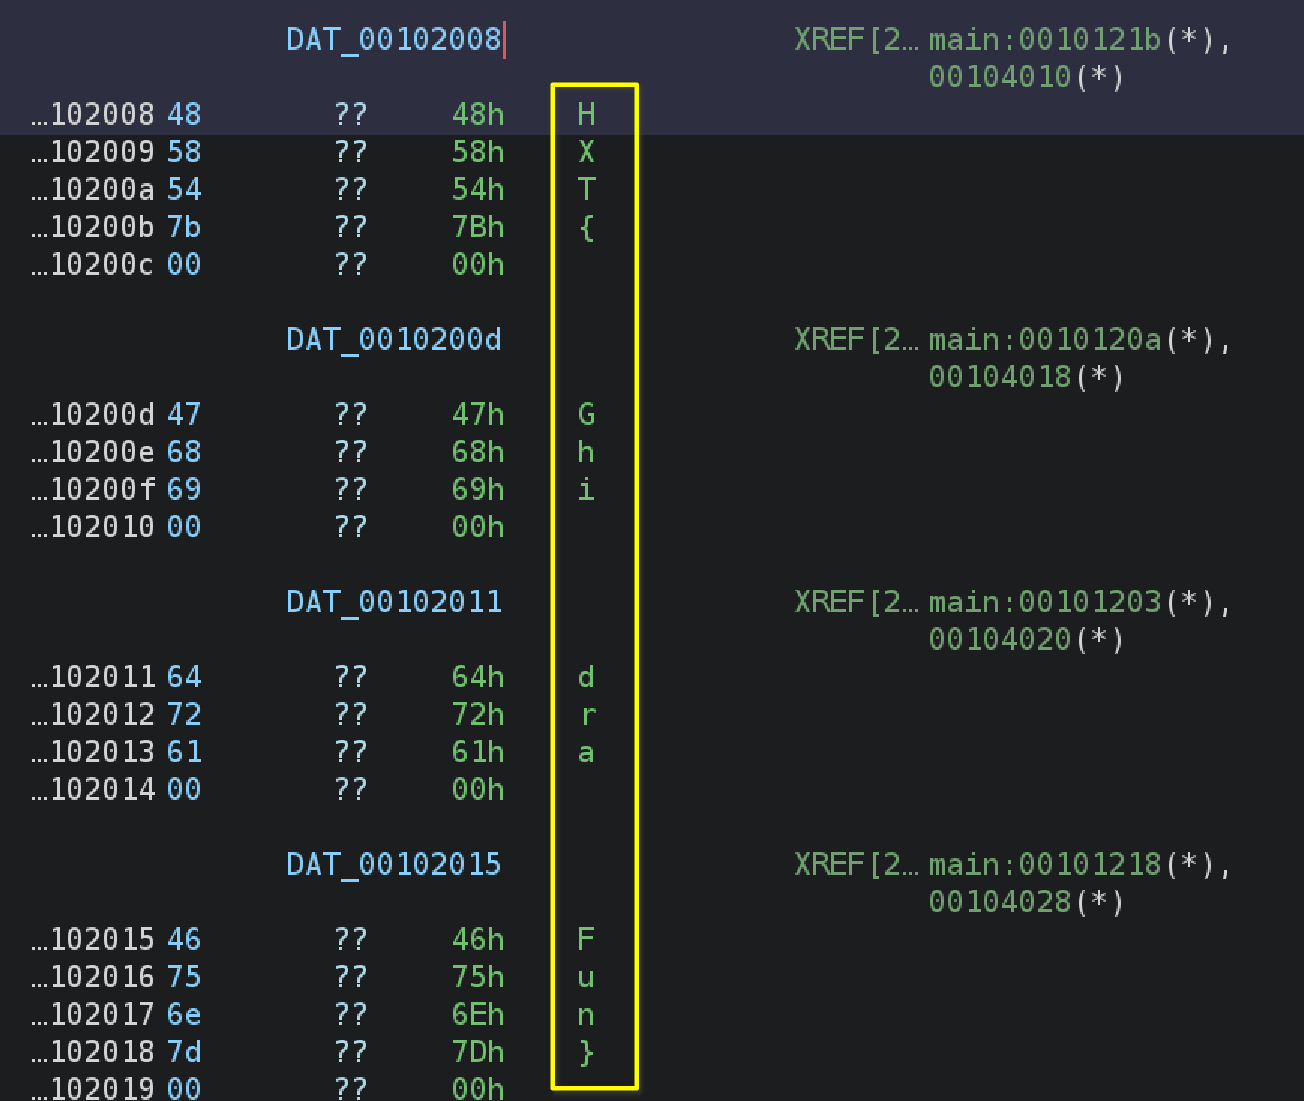 DAT_00102008 XREF[2… main:0010121b(*),
00104010(*)
…102008 48 ?? 48h H
…102009 58 ?? 58h X
…10200a 54 ?? 54h T
…10200b 7b ?? 7Bh {
…10200c 00 ?? 00h
DAT_0010200d XREF[2… main:0010120a(*),
00104018(*)
…10200d 47 ?? 47h G
…10200e 68 ?? 68h h
…10200f 69 ?? 69h i
…102010 00 ?? 00h
DAT_00102011 XREF[2… main:00101203(*),
00104020(*)
…102011 64 ?? 64h d
…102012 72 ?? 72h r
…102013 61 ?? 61h a
…102014 00 ?? 00h
DAT_00102015 XREF[2… main:00101218(*),
00104028(*)
…102015 46 ?? 46h F
…102016 75 ?? 75h u
…102017 6e ?? 6Eh n
…102018 7d ?? 7Dh }
…102019 00 ?? 00h